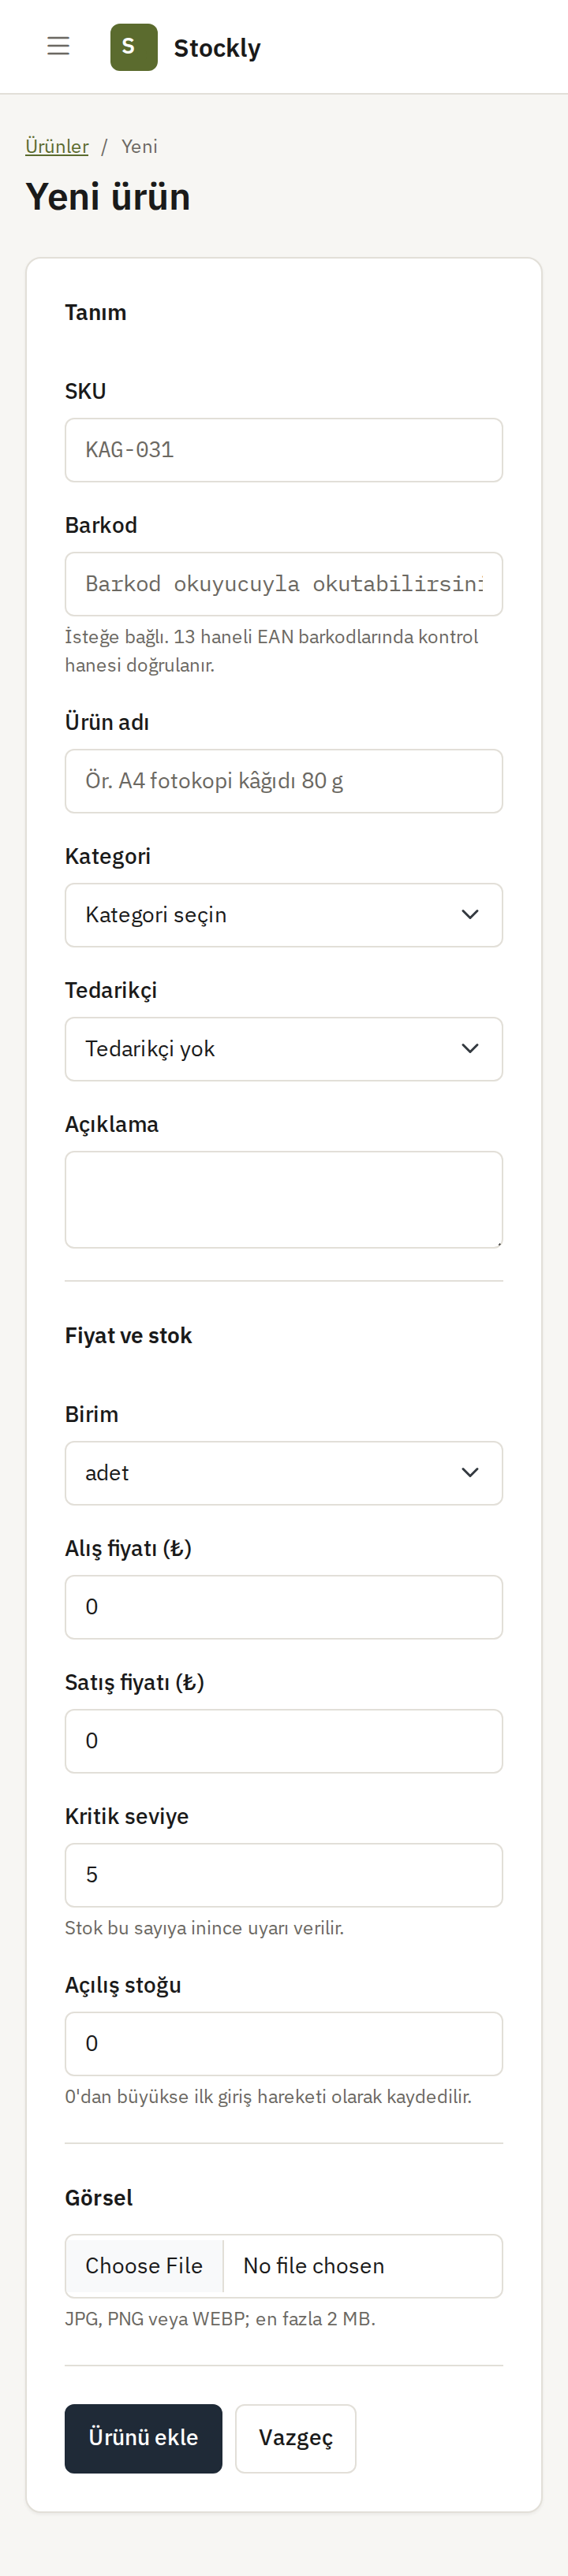 S Stockly
Ürünler / Yeni
Yeni ürün
Tanım
SKU
KAG-031
Barkod
Barkod okuyucuyla okutabilirsini
İsteğe bağlı. 13 haneli EAN barkodlarında kontrol
hanesi doğrulanır.
Ürün adı
Ör. A4 fotokopi kâğıdı 80 g
Kategori
Kategori seçin
Tedarikçi
Tedarikçi yok
Açıklama
Fiyat ve stok
Birim
adet
Alış fiyatı (₺)
0
Satış fiyatı (₺)
0
Kritik seviye
5
Stok bu sayıya inince uyarı verilir.
Açılış stoğu
0
0'dan büyükse ilk giriş hareketi olarak kaydedilir.
Görsel
Choose File No file chosen
JPG, PNG veya WEBP; en fazla 2 MB.
Ürünü ekle Vazgeç